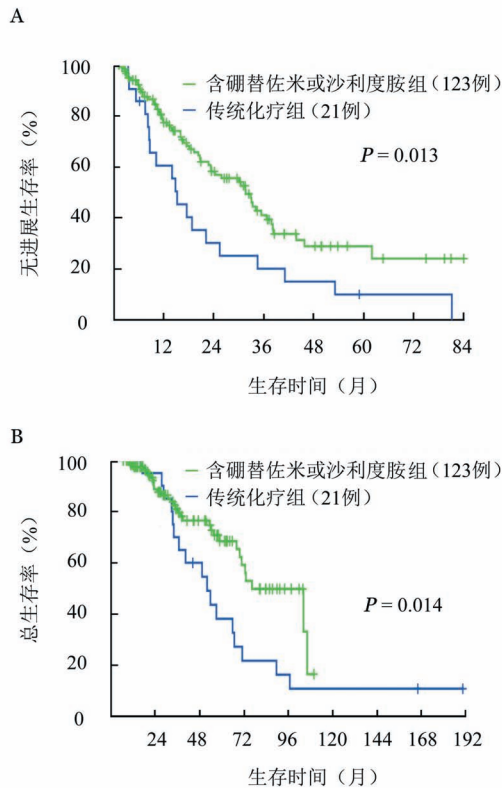 A
100
80
60
40
20
0
无进展生存率（%）
含硼替佐米或沙利度胺组（123例）
传统化疗组（21例）
P = 0.013
12 24 36 48 60 72 84
生存时间（月）
B
100
80
60
40
20
0
总生存率（%）
含硼替佐米或沙利度胺组（123例）
传统化疗组（21例）
P = 0.014
24 48 72 96 120 144 168 192
生存时间（月）